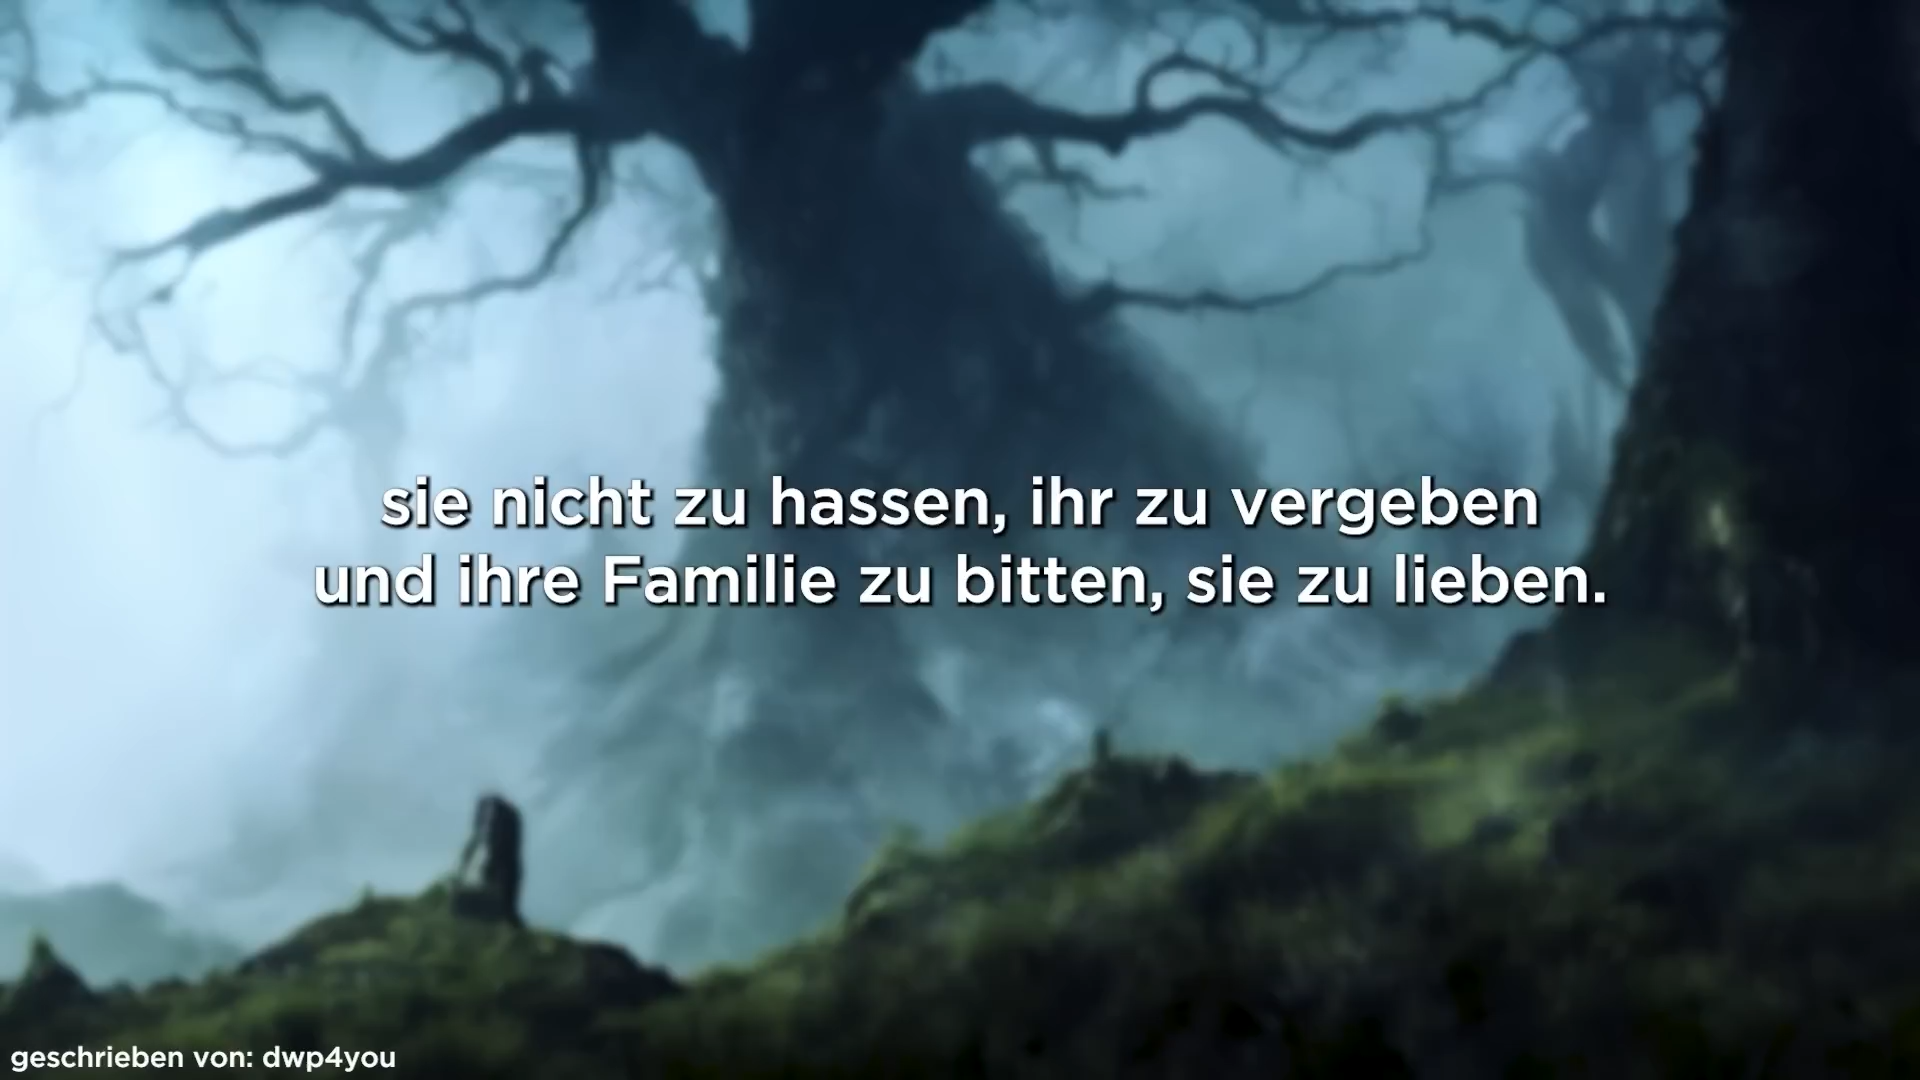 sie nicht zu hassen, ihr zu vergeben
und ihre Familie zu bitten, sie zu lieben.
geschrieben von: dwp4you